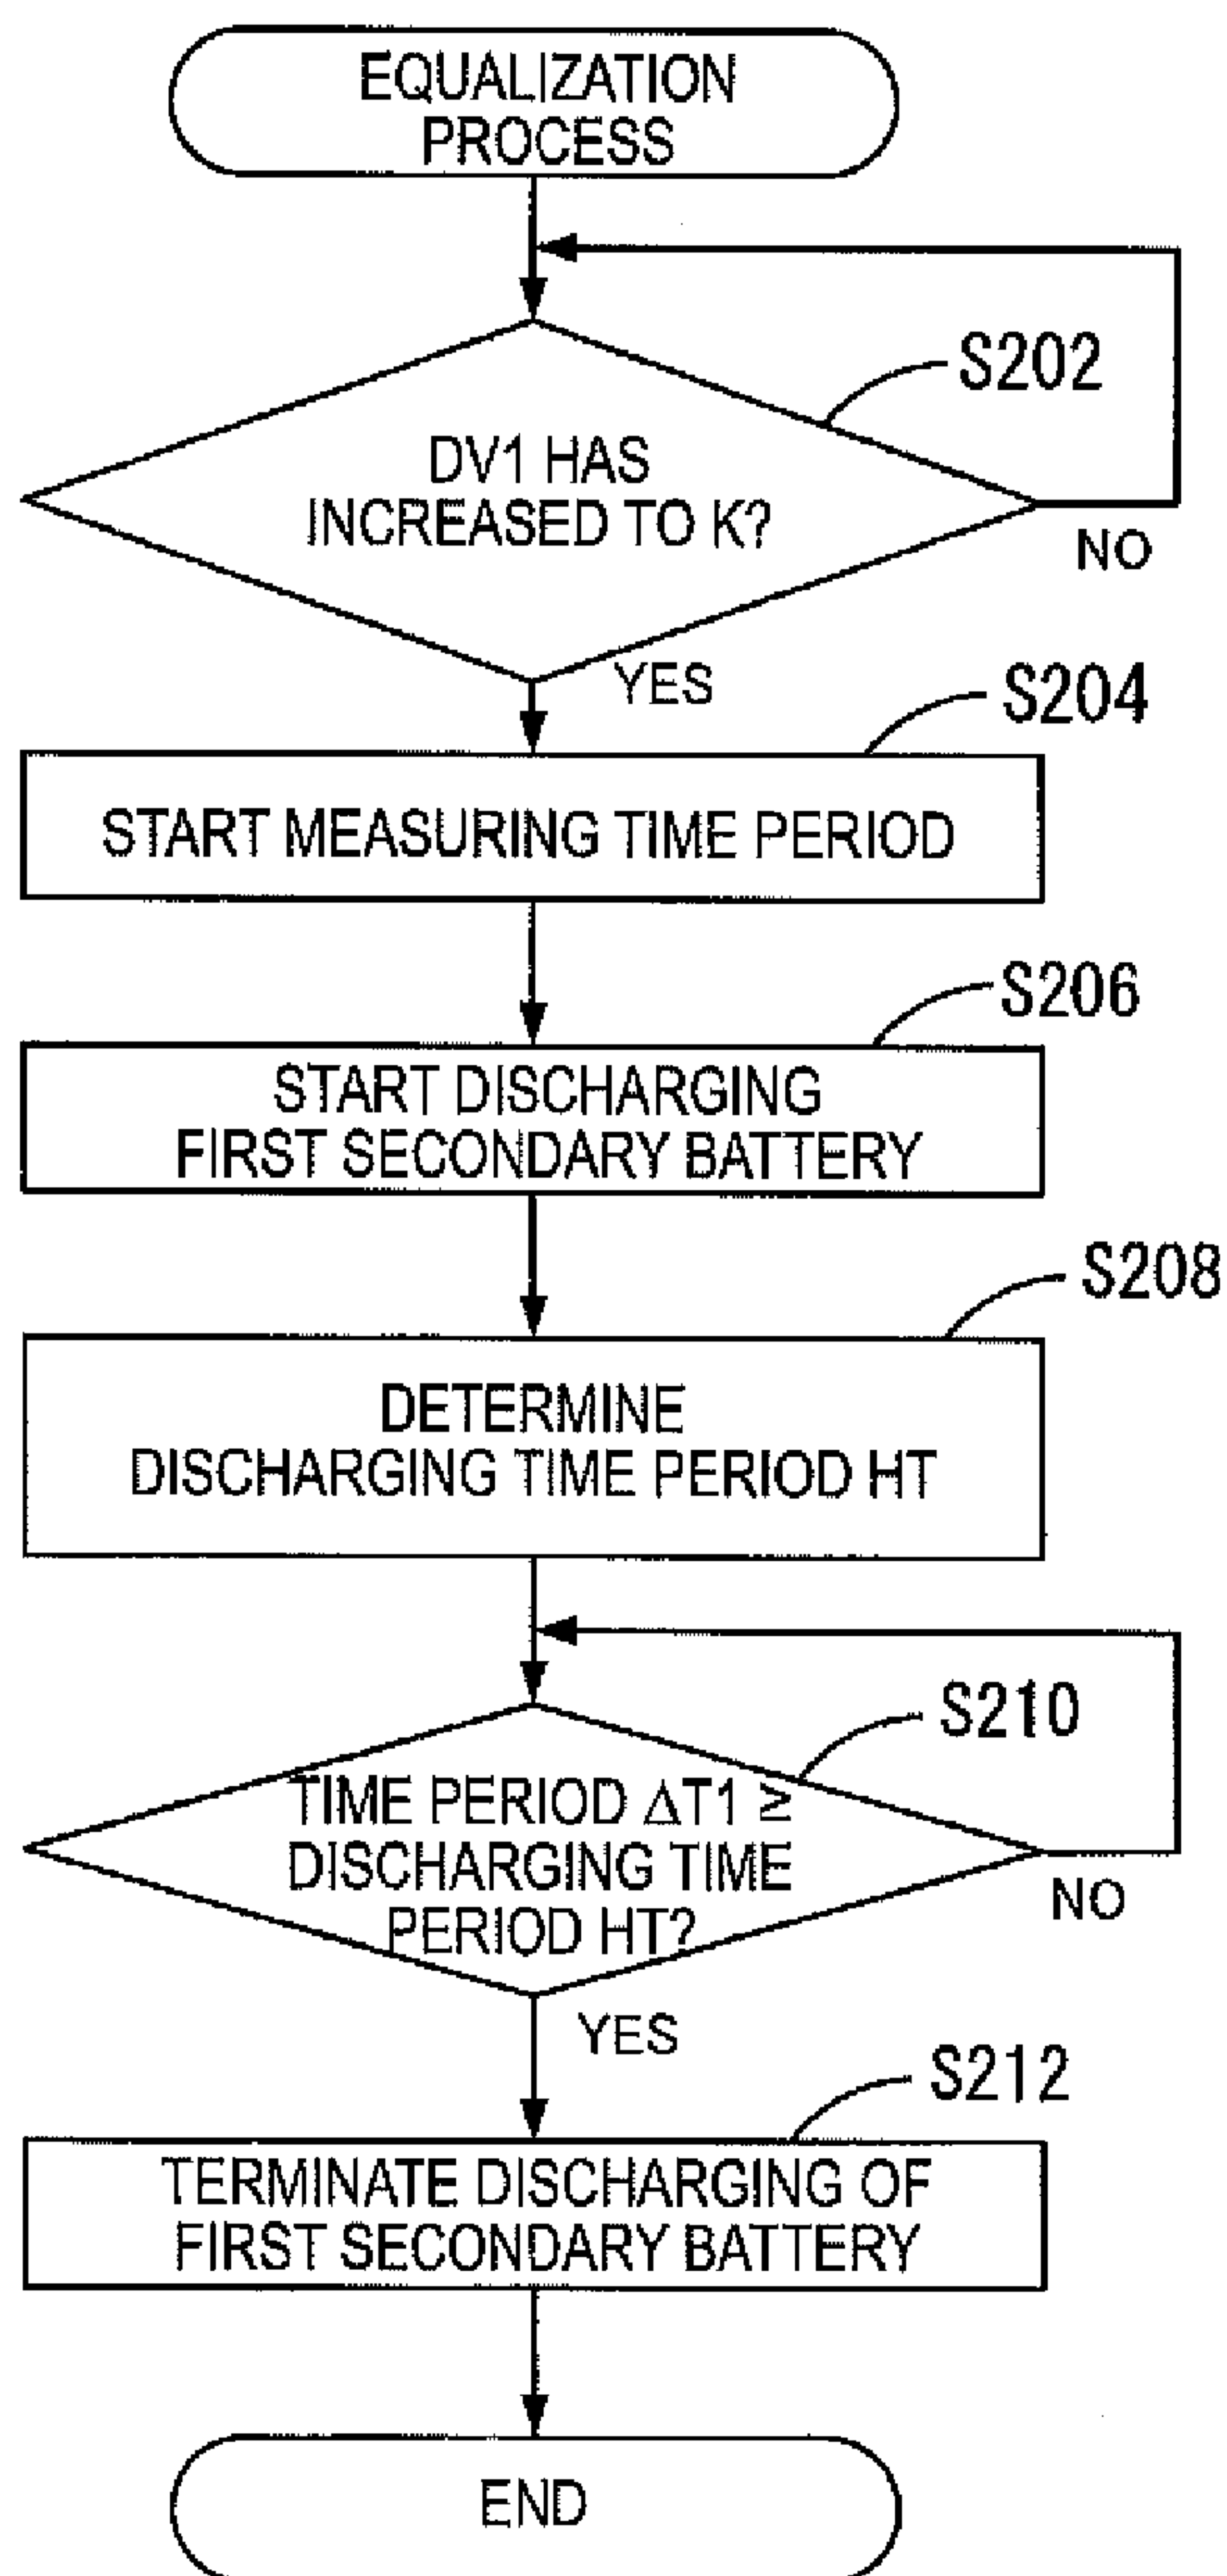 EQUALIZATION
PROCESS
S202
DV1 HAS
INCREASED TO K?
NO
YES
S204
START MEASURING TIME PERIOD
S206
START DISCHARGING
FIRST SECONDARY BATTERY
S208
DETERMINE
DISCHARGING TIME PERIOD HT
S210
TIME PERIOD ΔT1 ≥
DISCHARGING TIME
PERIOD HT?
NO
YES
S212
TERMINATE DISCHARGING OF
FIRST SECONDARY BATTERY
END